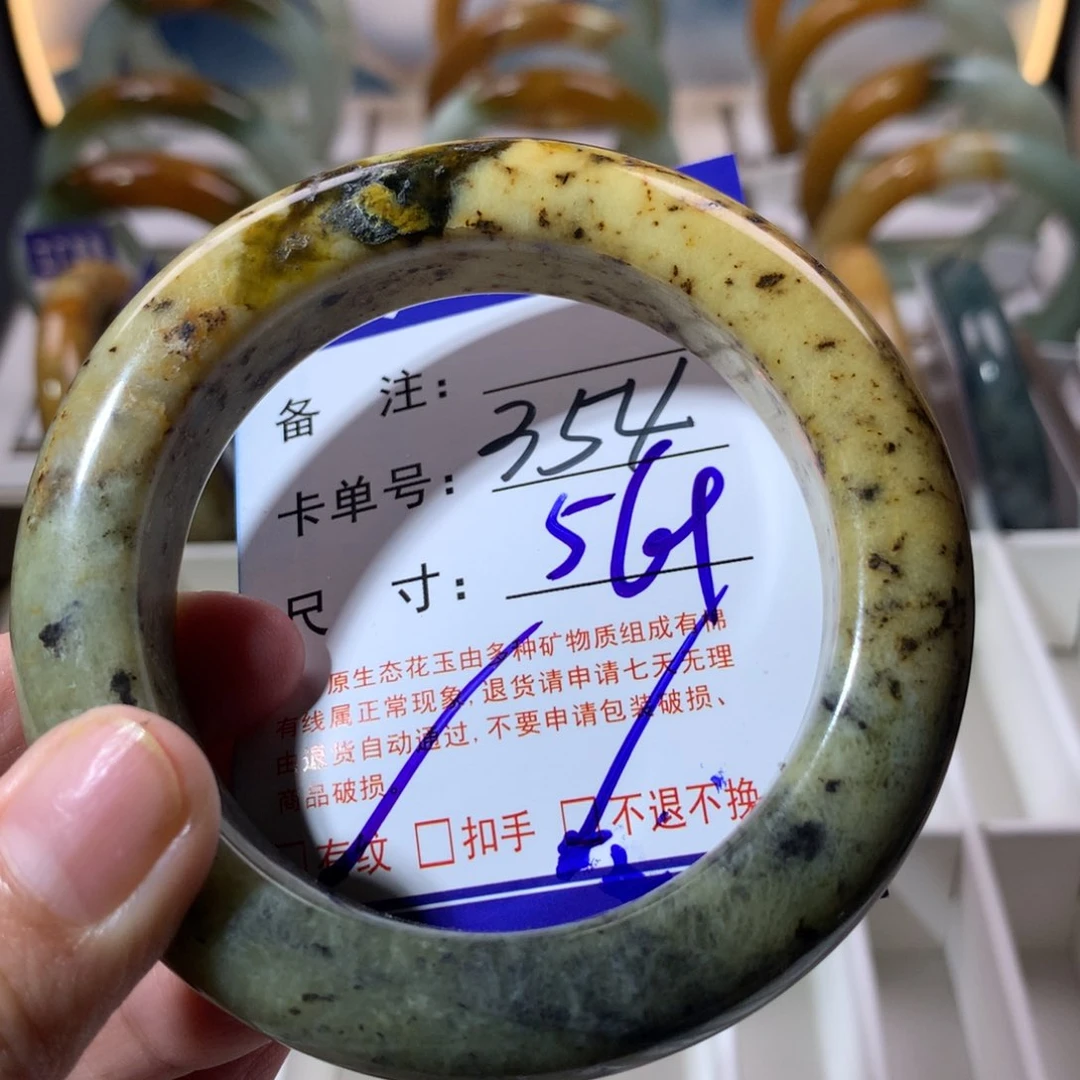 备 注：
卡单号：354
尺 寸：569
原生态花玉由多种矿物质组成有棉
有线属正常现象，退货请申请七天无理
由退货自动通过，不要申请包装破损、
商品破损。
□有纹 □扣手 □不退不换